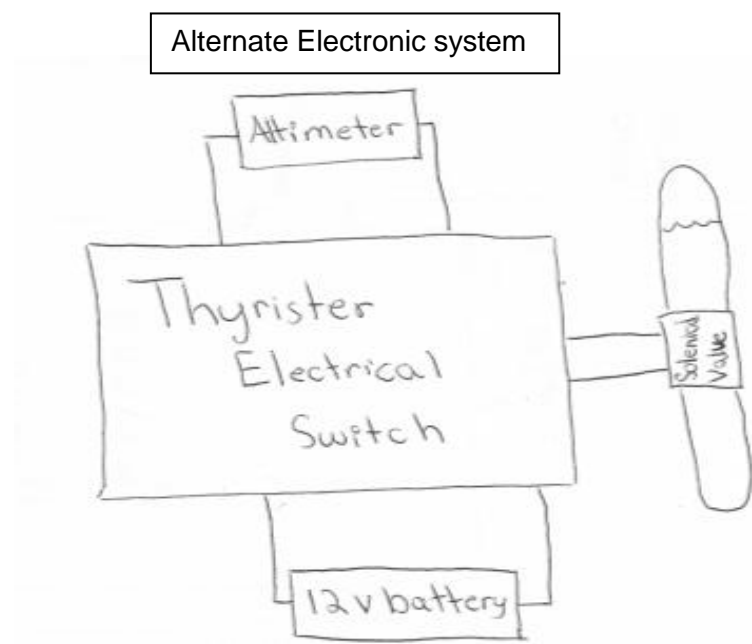 Alternate Electronic system
Altimeter
Thyrister
Electrical
Switch
Solenoid
Valve
12v battery